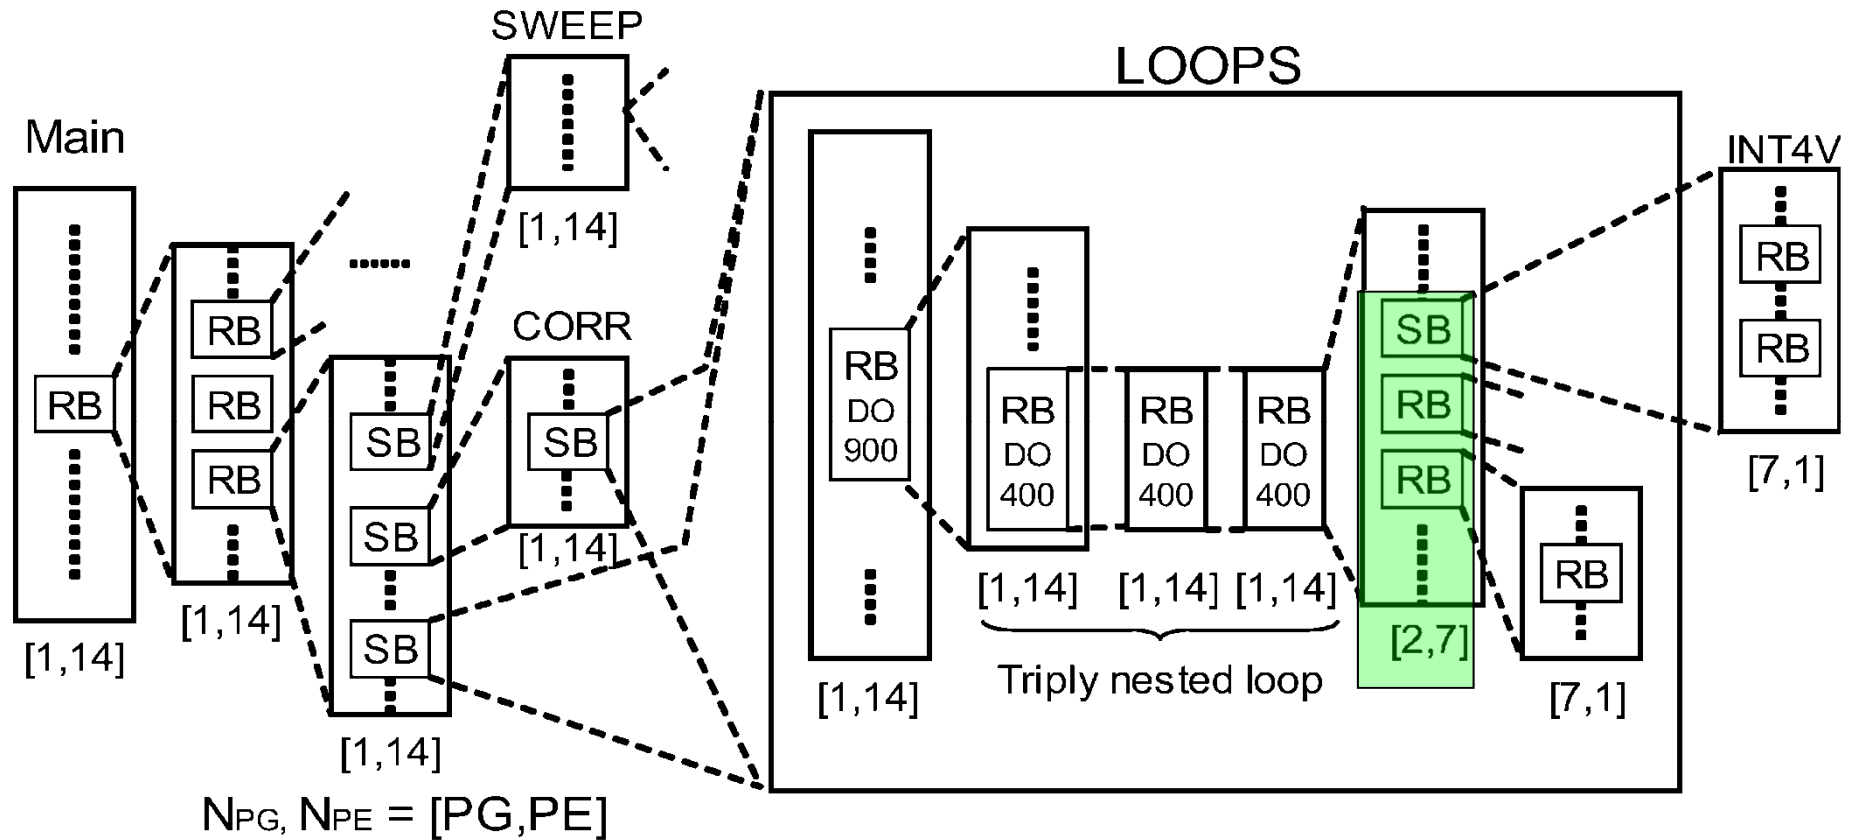 Main
RB
[1,14]
RB
RB
RB
[1,14]
SB
SB
SB
[1,14]
SWEEP
[1,14]
CORR
SB
[1,14]
LOOPS
RB
DO
900
[1,14]
RB
DO
400
[1,14]
RB
DO
400
[1,14]
RB
DO
400
[1,14]
Triply nested loop
SB
RB
RB
[2,7]
INT4V
RB
RB
[7,1]
RB
[7,1]
NPG, NPE = [PG,PE]